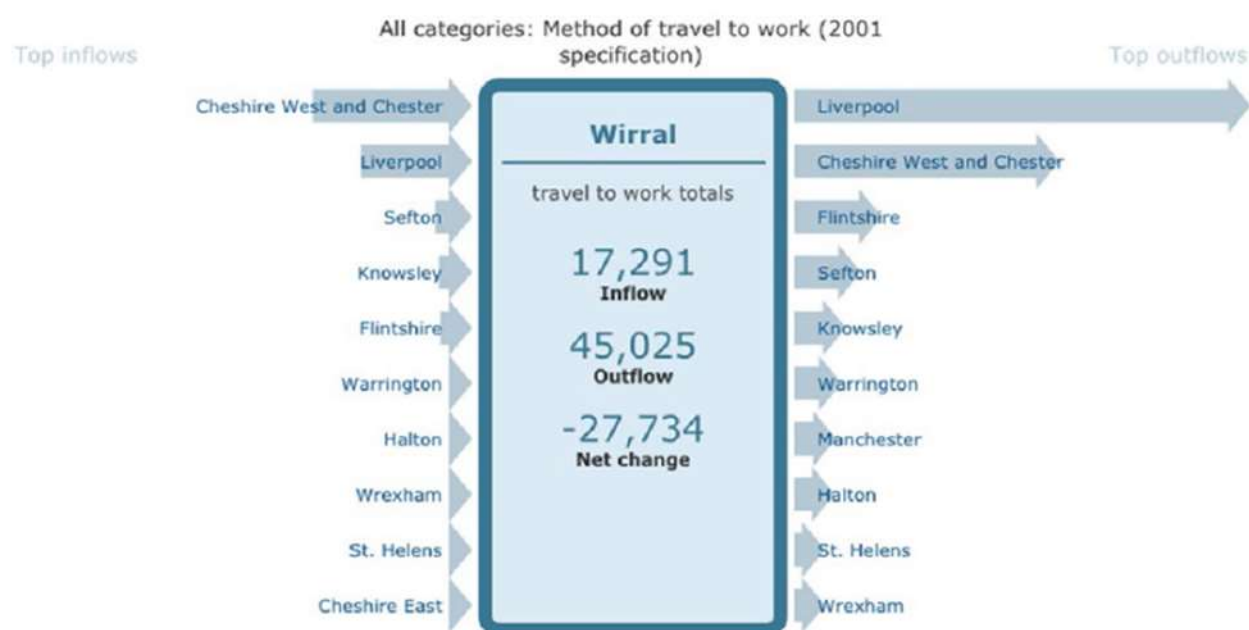 All categories: Method of travel to work (2001
specification)
Top inflows
Top outflows
Cheshire West and Chester
Liverpool
Sefton
Knowsley
Flintshire
Warrington
Halton
Wrexham
St. Helens
Cheshire East
Wirral
travel to work totals
17,291
Inflow
45,025
Outflow
-27,734
Net change
Liverpool
Cheshire West and Chester
Flintshire
Sefton
Knowsley
Warrington
Manchester
Halton
St. Helens
Wrexham